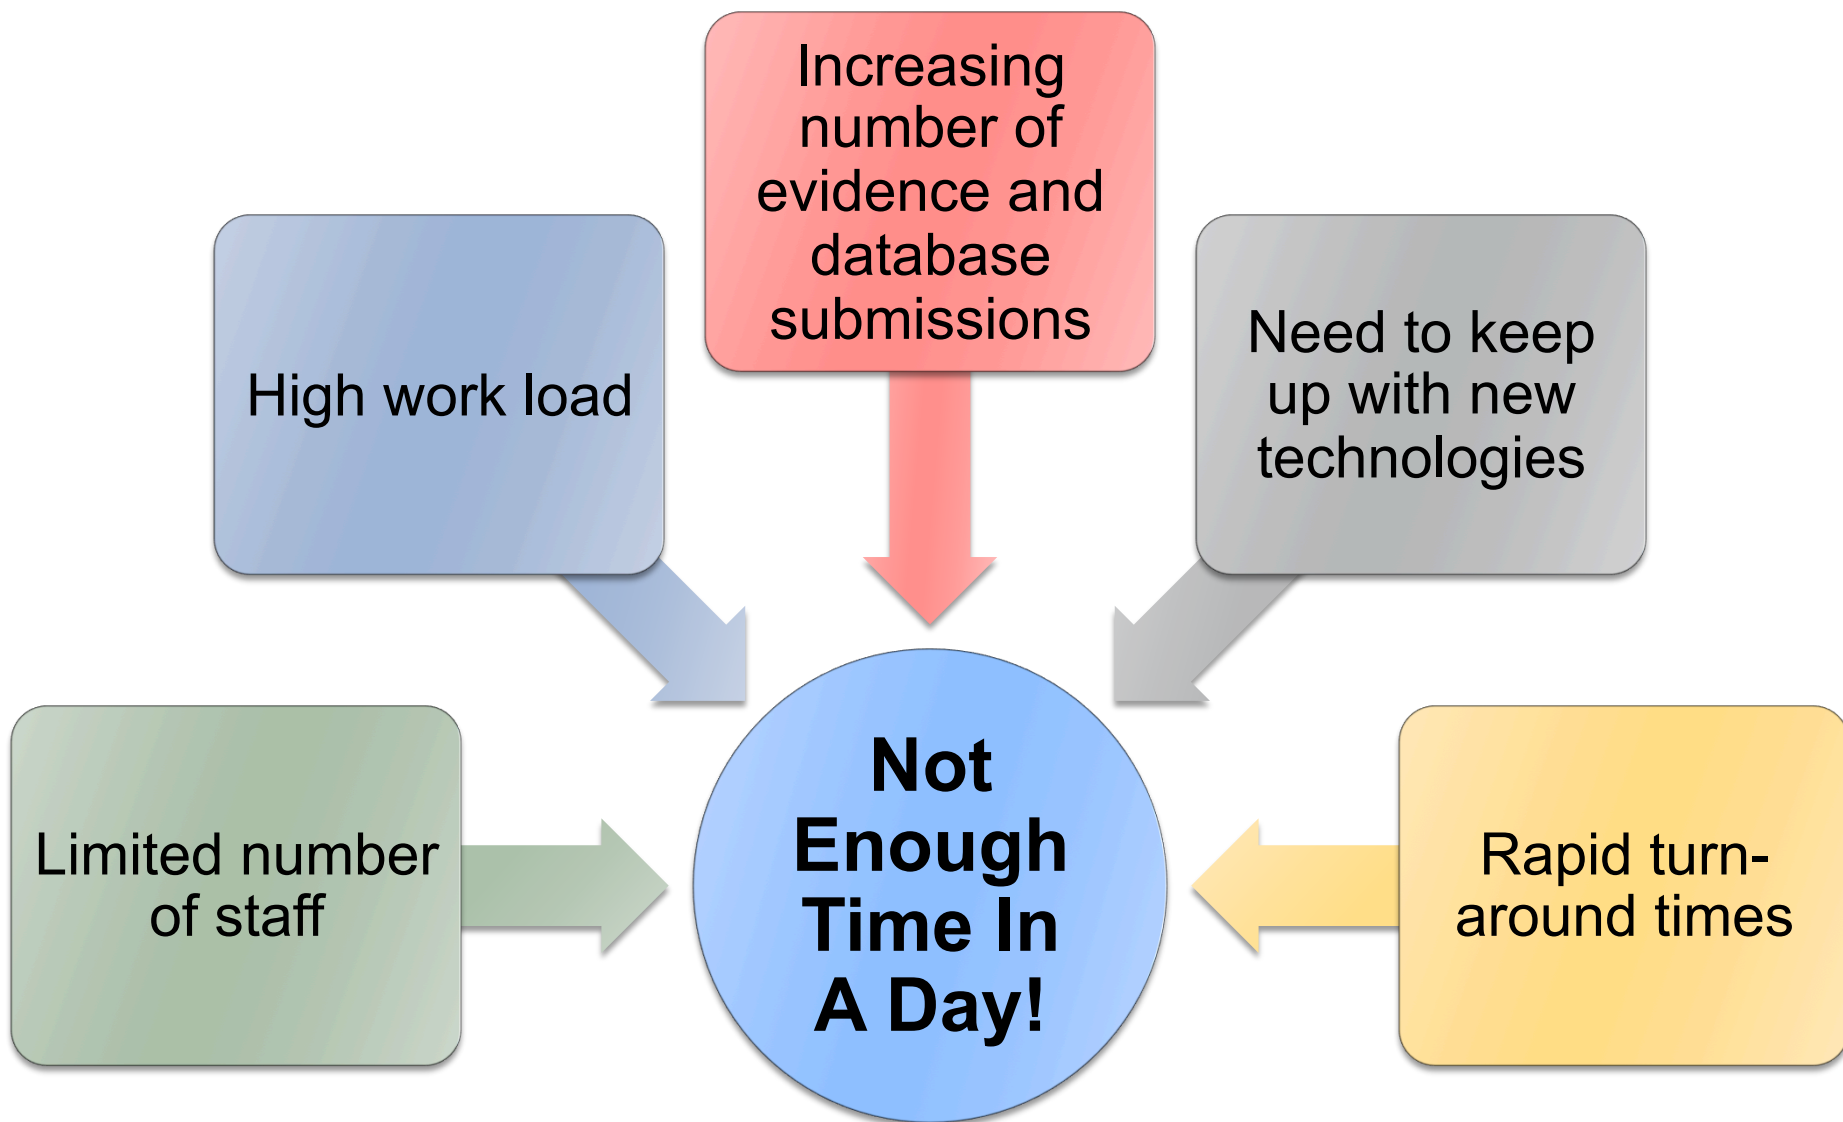 Increasing
number of
evidence and
database
submissions
High work load
Need to keep
up with new
technologies
Limited number
of staff
Not
Enough
Time In
A Day!
Rapid turn-
around times